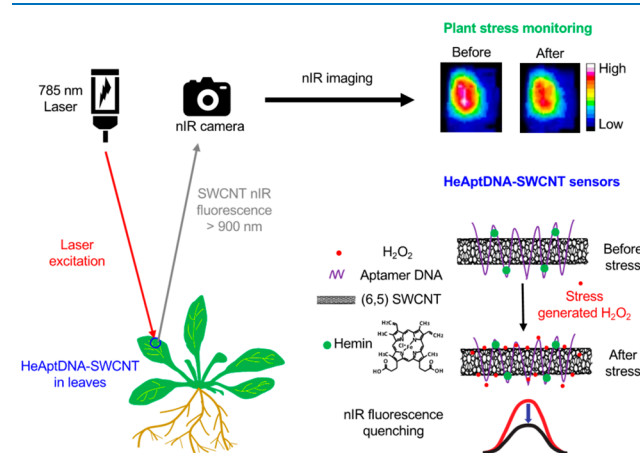 Plant stress monitoring
Before
After
785 nm
Laser
nIR imaging
nIR camera
High
Low
SWCNT nIR
fluorescence
> 900 nm
Laser
excitation
HeAptDNA-SWCNT sensors
H₂O₂
Aptamer DNA
(6,5) SWCNT
Hemin
Before
stress
Stress
generated H₂O₂
After
stress
HeAptDNA-SWCNT
in leaves
nIR fluorescence
quenching